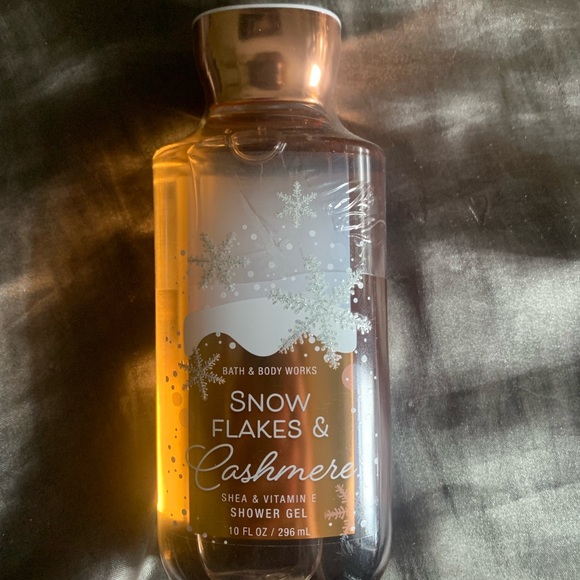 BATH & BODY WORKS
SNOW
FLAKES &
Cashmere
SHEA & VITAMIN E
SHOWER GEL
10 FL OZ / 296 mL